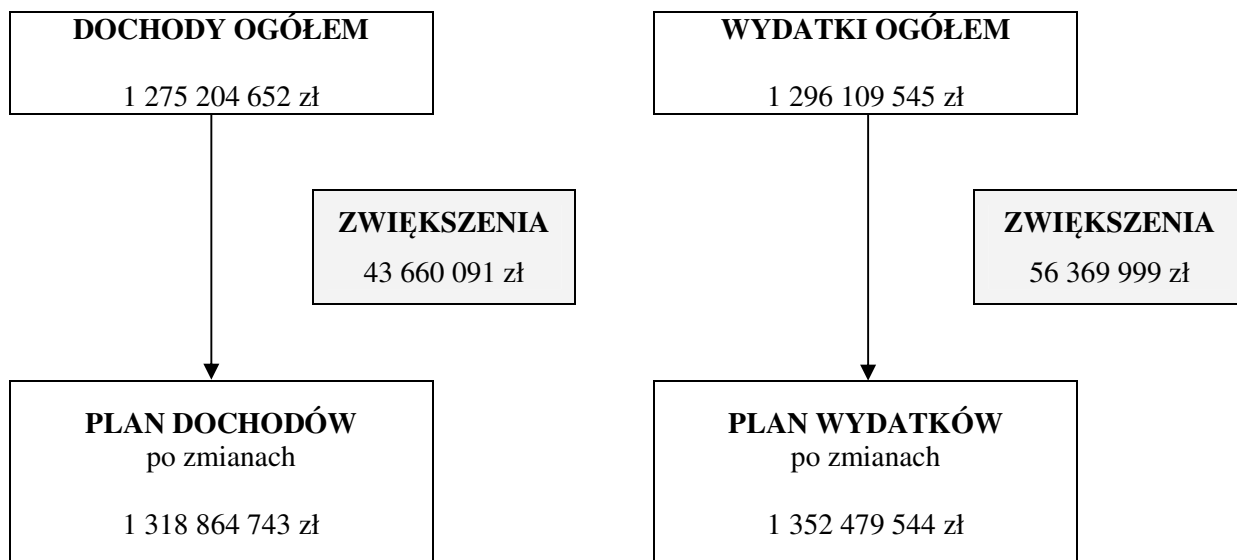 DOCHODY OGÓŁEM
1 275 204 652 zł
WYDATKI OGÓŁEM
1 296 109 545 zł
ZWIĘKSZENIA
43 660 091 zł
ZWIĘKSZENIA
56 369 999 zł
PLAN DOCHODÓW
po zmianach
1 318 864 743 zł
PLAN WYDATKÓW
po zmianach
1 352 479 544 zł